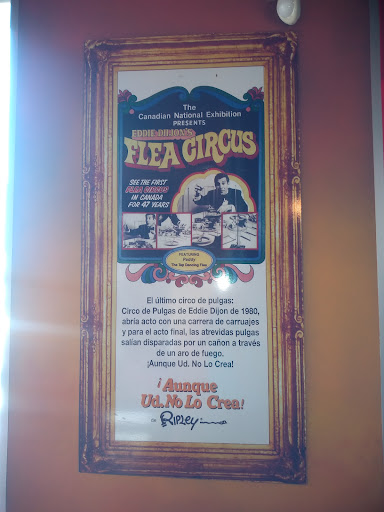 The
Canadian National Exhibition
PRESENTS
EDDIE DIJON'S
FLEA CIRCUS
SEE THE FIRST
FLEA CIRCUS
IN CANADA
FOR 47 YEARS
FEATURING
Paddy
The Tap Dancing Flea
El último circo de pulgas:
Circo de Pulgas de Eddie Dijon de 1980,
abría acto con una carrera de carruajes
y para el acto final, las atrevidas pulgas
salían disparadas por un cañon a través
de un aro de fuego.
¡Aunque Ud. No Lo Crea!
¡Aunque
Ud. No Lo Crea!
De Ripley